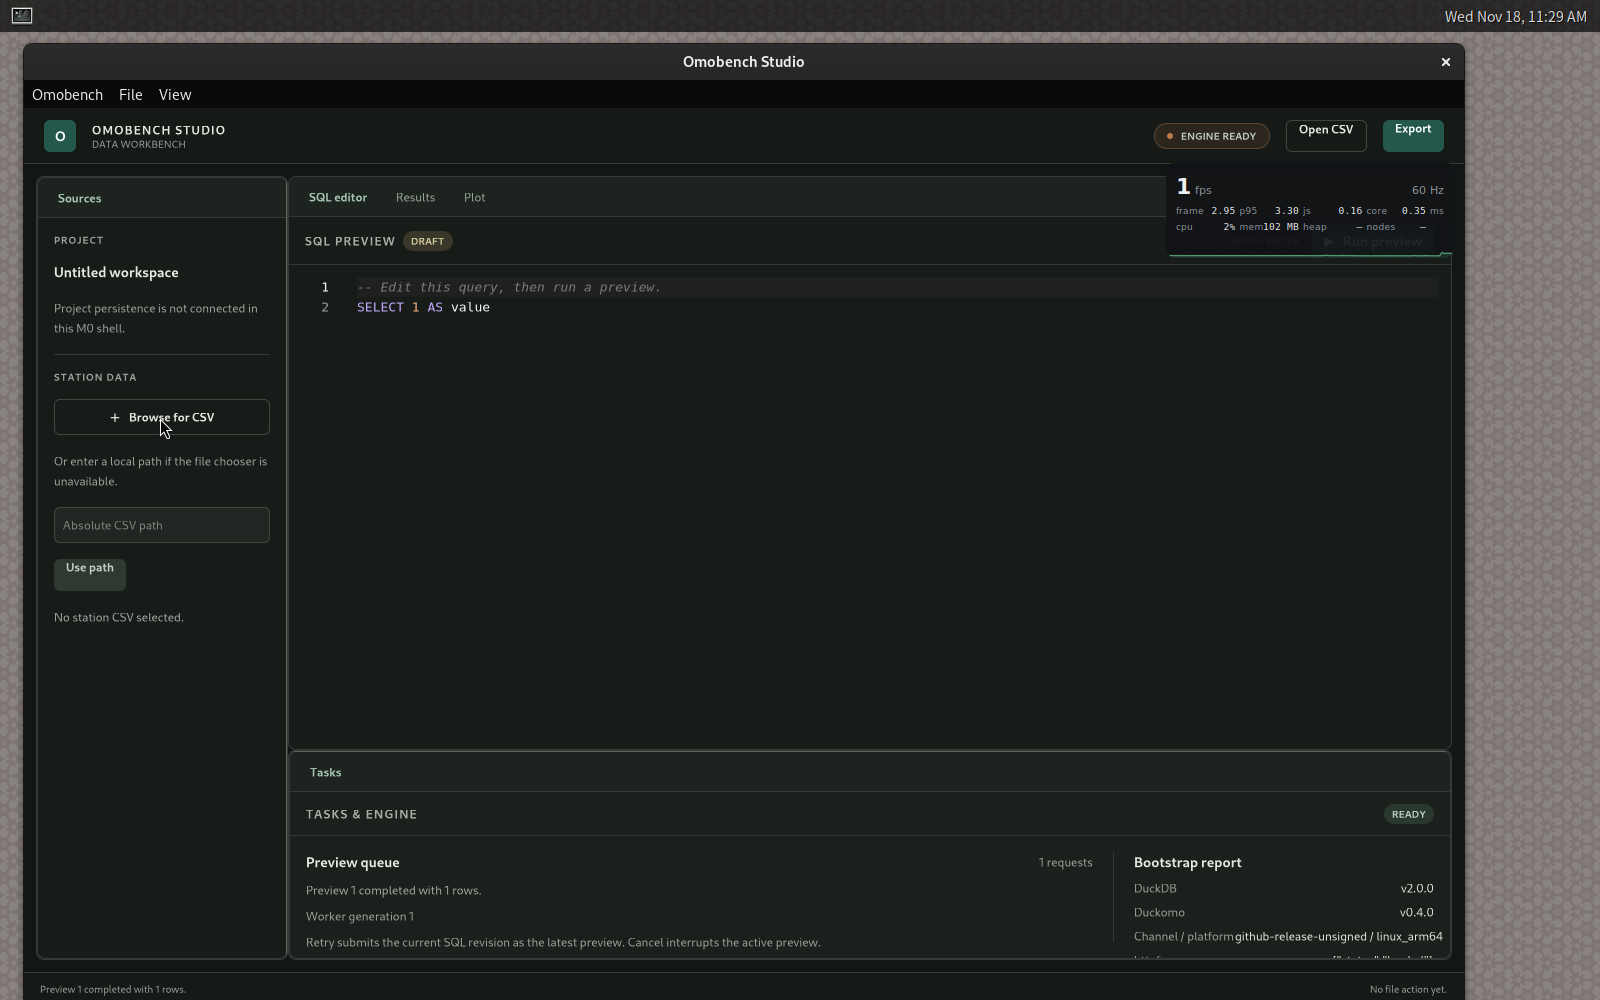 Wed Nov 18, 11:29 AM
Omobench Studio
Omobench File View
O
OMOBENCH STUDIO
DATA WORKBENCH
ENGINE READY
Open CSV
Export
1 fps 60 Hz
frame 2.95 p95 3.30 js 0.16 core 0.35 ms
cpu 2% mem 102 MB heap – nodes –
Sources
PROJECT
Untitled workspace
Project persistence is not connected in
this M0 shell.
STATION DATA
+ Browse for CSV
Or enter a local path if the file chooser is
unavailable.
Absolute CSV path
Use path
No station CSV selected.
SQL editor Results Plot
SQL PREVIEW DRAFT
Run preview
1 -- Edit this query, then run a preview.
2 SELECT 1 AS value
Tasks
TASKS & ENGINE
READY
Preview queue
1 requests
Preview 1 completed with 1 rows.
Worker generation 1
Retry submits the current SQL revision as the latest preview. Cancel interrupts the active preview.
Bootstrap report
DuckDB v2.0.0
Duckomo v0.4.0
Channel / platform github-release-unsigned / linux_arm64
Preview 1 completed with 1 rows.
No file action yet.